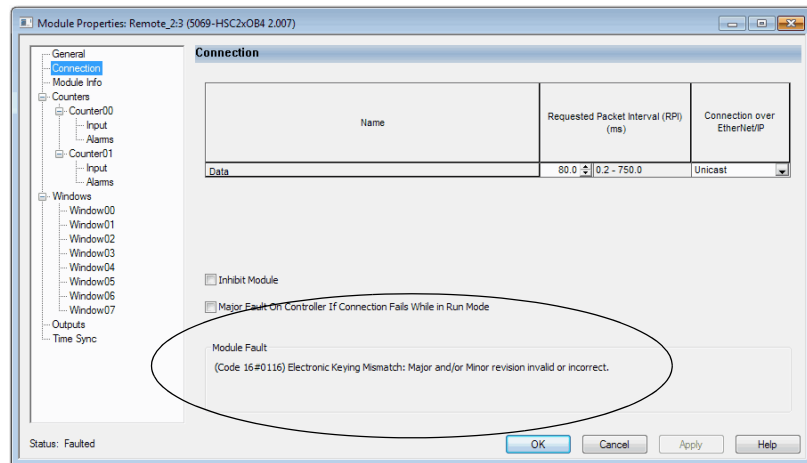 Module Properties: Remote_2:3 (5069-HSC2xOB4 2.007)
General
Connection
Module Info
Counters
Counter00
Input
Alarms
Counter01
Input
Alarms
Windows
Window00
Window01
Window02
Window03
Window04
Window05
Window06
Window07
Outputs
Time Sync
Connection
Name
Requested Packet Interval (RPI)
(ms)
Connection over
EtherNet/IP
Data
80.0
0.2 - 750.0
Unicast
Inhibit Module
Major Fault On Controller If Connection Fails While in Run Mode
Module Fault
(Code 16#0116) Electronic Keying Mismatch: Major and/or Minor revision invalid or incorrect.
Status: Faulted
OK
Cancel
Apply
Help